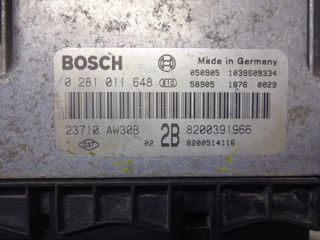 BOSCH
Made in Germany
050905 1039S09334
0 281 011 648
58905 1876 0029
23710 AW30B
2B
8200391966
02
8200514116